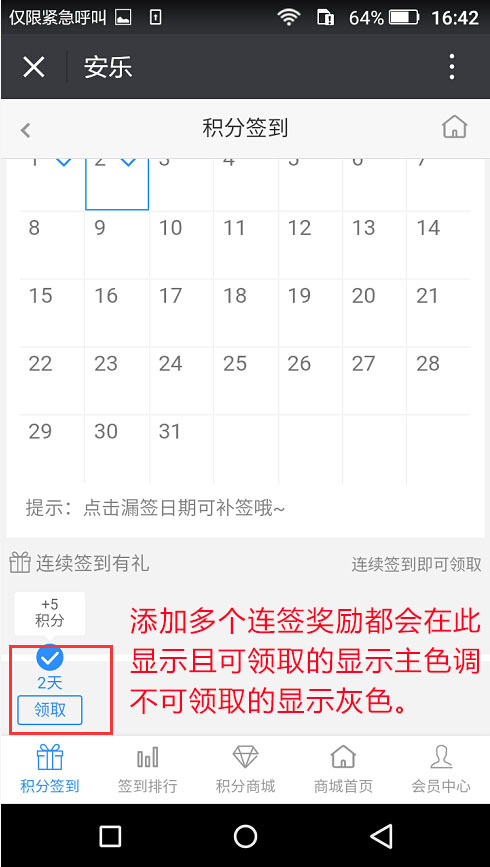 仅限紧急呼叫 64% 16:42
安乐
积分签到
1 2 3 4 5 6 7
8 9 10 11 12 13 14
15 16 17 18 19 20 21
22 23 24 25 26 27 28
29 30 31
提示：点击漏签日期可补签哦~
连续签到有礼 连续签到即可领取
+5
积分
添加多个连签奖励都会在此
显示且可领取的显示主色调
不可领取的显示灰色。
2天
领取
积分签到 签到排行 积分商城 商城首页 会员中心